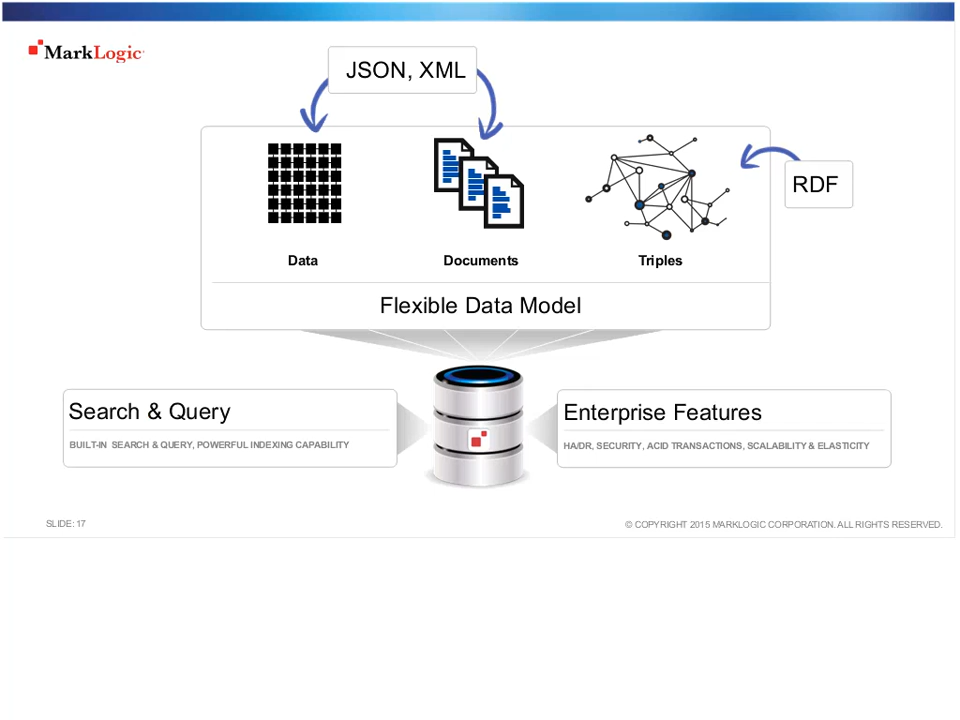 MarkLogic
JSON, XML
RDF
Data
Documents
Triples
Flexible Data Model
Search & Query
BUILT-IN SEARCH & QUERY, POWERFUL INDEXING CAPABILITY
Enterprise Features
HA/DR, SECURITY, ACID TRANSACTIONS, SCALABILITY & ELASTICITY
SLIDE: 17
© COPYRIGHT 2015 MARKLOGIC CORPORATION. ALL RIGHTS RESERVED.